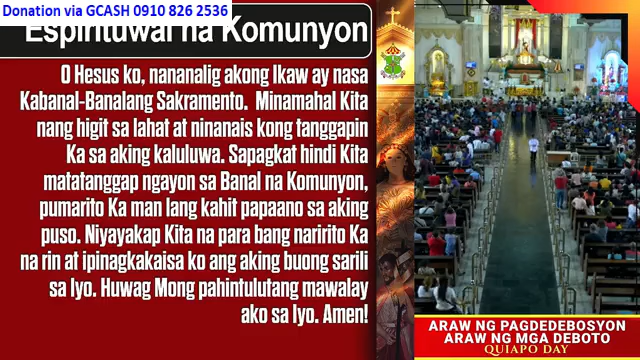 Donation via GCASH 0910 826 2536
Espirituwal na Komunyon
O Hesus ko, nananalig akong Ikaw ay nasa
Kabanal-Banalang Sakramento. Minamahal Kita
nang higit sa lahat at ninanais kong tanggapin
Ka sa aking kaluluwa. Sapagkat hindi Kita
matatanggap ngayon sa Banal na Komunyon,
pumarito Ka man lang kahit papaano sa aking
puso. Niyayakap Kita na para bang naririto Ka
na rin at ipinagkakaisa ko ang aking buong sarili
sa Iyo. Huwag Mong pahintulutang mawalay
ako sa Iyo. Amen!
ARAW NG PAGDEDEBOSYON
ARAW NG MGA DEBOTO
QUIAPO DAY